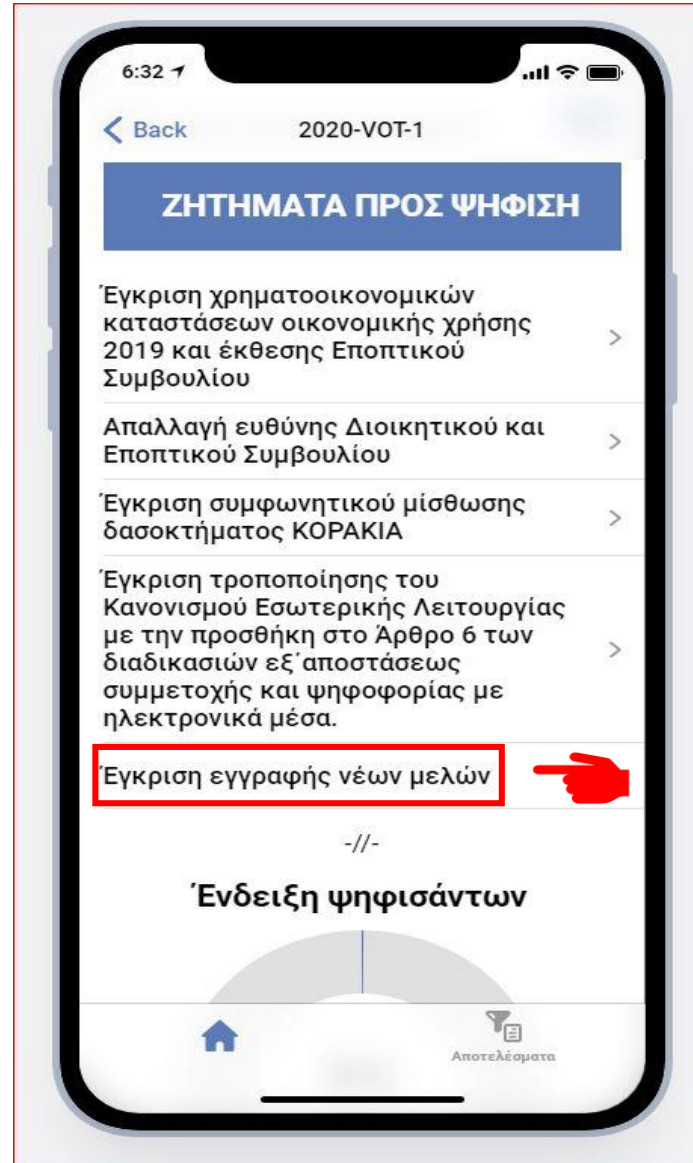 6:32
Back 2020-VOT-1
ΖΗΤΗΜΑΤΑ ΠΡΟΣ ΨΗΦΙΣΗ
Έγκριση χρηματοοικονομικών
καταστάσεων οικονομικής χρήσης
2019 και έκθεσης Εποπτικού
Συμβουλίου
Απαλλαγή ευθύνης Διοικητικού και
Εποπτικού Συμβουλίου
Έγκριση συμφωνητικού μίσθωσης
δασοκτήματος ΚΟΡΑΚΙΑ
Έγκριση τροποποίησης του
Κανονισμού Εσωτερικής Λειτουργίας
με την προσθήκη στο Άρθρο 6 των
διαδικασιών εξ΄αποστάσεως
συμμετοχής και ψηφοφορίας με
ηλεκτρονικά μέσα.
Έγκριση εγγραφής νέων μελών
-//-
Ένδειξη ψηφισάντων
Αποτελέσματα